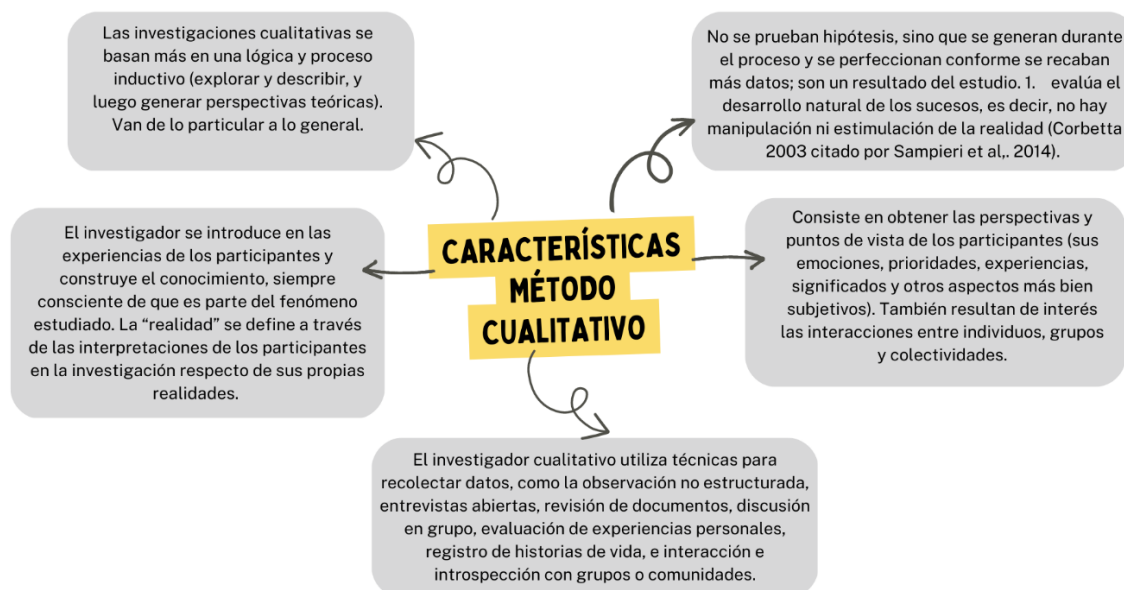 Las investigaciones cualitativas se
basan más en una lógica y proceso
inductivo (explorar y describir, y
luego generar perspectivas teóricas).
Van de lo particular a lo general.
No se prueban hipótesis, sino que se generan durante
el proceso y se perfeccionan conforme se recaban
más datos; son un resultado del estudio. 1. evalúa el
desarrollo natural de los sucesos, es decir, no hay
manipulación ni estimulación de la realidad (Corbetta
2003 citado por Sampieri et al,. 2014).
CARACTERÍSTICAS
MÉTODO
CUALITATIVO
El investigador se introduce en las
experiencias de los participantes y
construye el conocimiento, siempre
consciente de que es parte del fenómeno
estudiado. La “realidad” se define a través
de las interpretaciones de los participantes
en la investigación respecto de sus propias
realidades.
Consiste en obtener las perspectivas y
puntos de vista de los participantes (sus
emociones, prioridades, experiencias,
significados y otros aspectos más bien
subjetivos). También resultan de interés
las interacciones entre individuos, grupos
y colectividades.
El investigador cualitativo utiliza técnicas para
recolectar datos, como la observación no estructurada,
entrevistas abiertas, revisión de documentos, discusión
en grupo, evaluación de experiencias personales,
registro de historias de vida, e interacción e
introspección con grupos o comunidades.